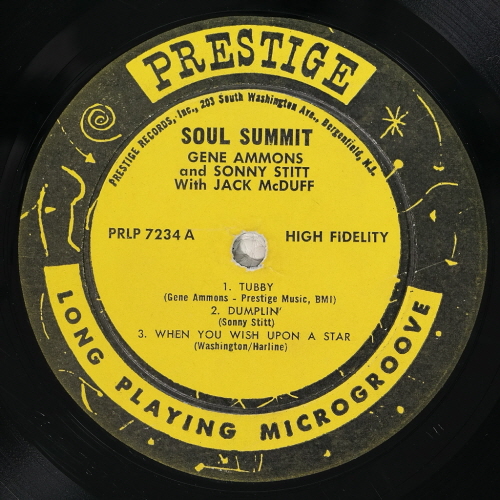 PRESTIGE
PRESTIGE RECORDS, Inc., 203 South Washington Ave., Bergenfield, N.J.
SOUL SUMMIT
GENE AMMONS
and SONNY STITT
With JACK McDUFF
PRLP 7234 A
HIGH FIDELITY
1. TUBBY
(Gene Ammons - Prestige Music, BMI)
2. DUMPLIN'
(Sonny Stitt)
3. WHEN YOU WISH UPON A STAR
(Washington/Harline)
LONG PLAYING MICROGROOVE